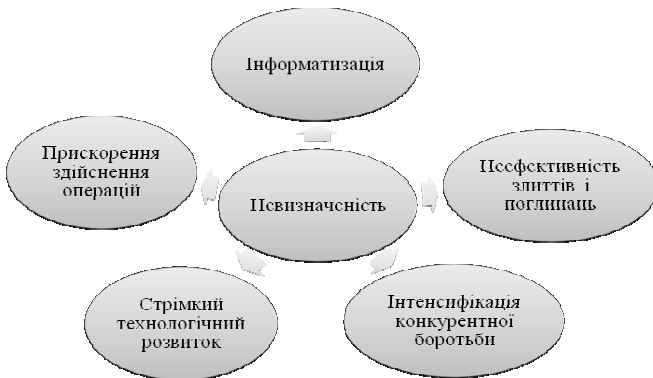 Інформатизація
Прискорення
здійснення
операцій
Неефективність
злиттів і
поглинань
Невизначеність
Стрімкий
технологічний
розвиток
Інтенсифікація
конкурентної
боротьби